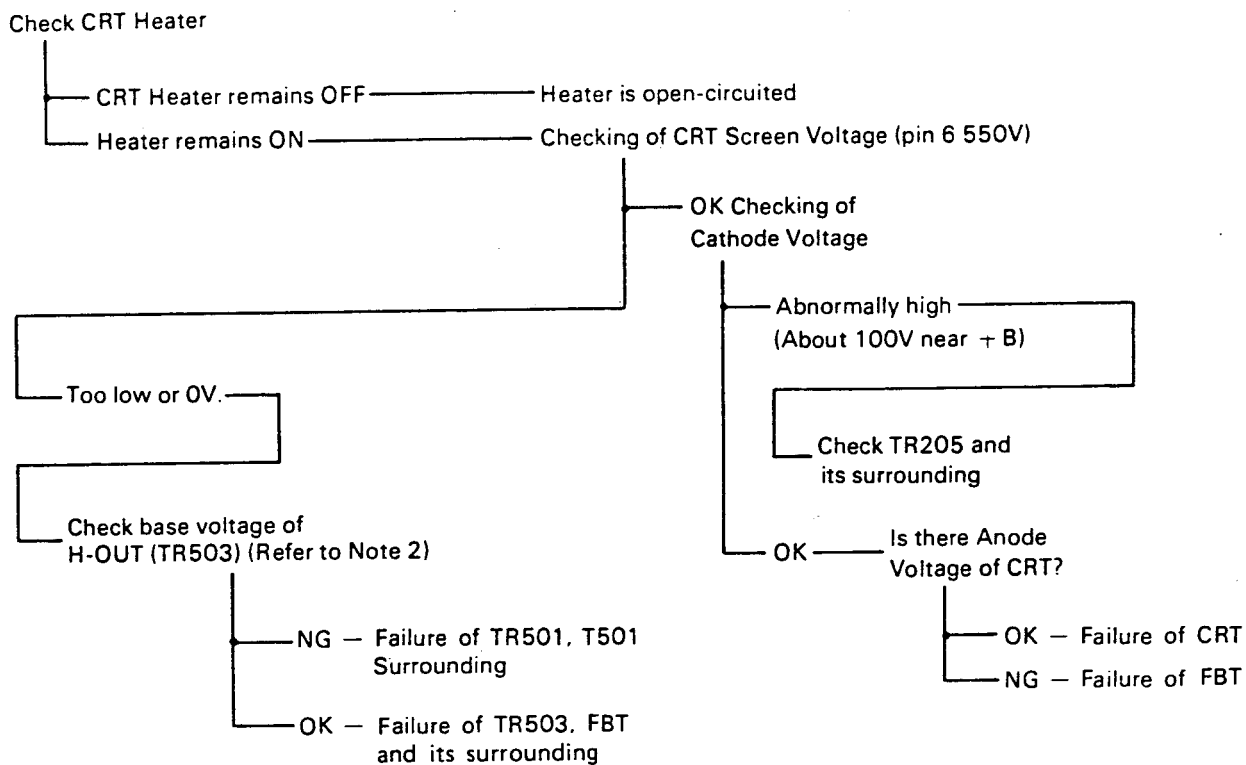 Check CRT Heater
CRT Heater remains OFF
Heater is open-circuited
Heater remains ON
Checking of CRT Screen Voltage (pin 6 550V)
OK Checking of
Cathode Voltage
Abnormally high
(About 100V near + B)
Too low or 0V.
Check TR205 and
its surrounding
Check base voltage of
H-OUT (TR503) (Refer to Note 2)
OK
Is there Anode
Voltage of CRT?
NG — Failure of TR501, T501
Surrounding
OK — Failure of TR503, FBT
and its surrounding
OK — Failure of CRT
NG — Failure of FBT